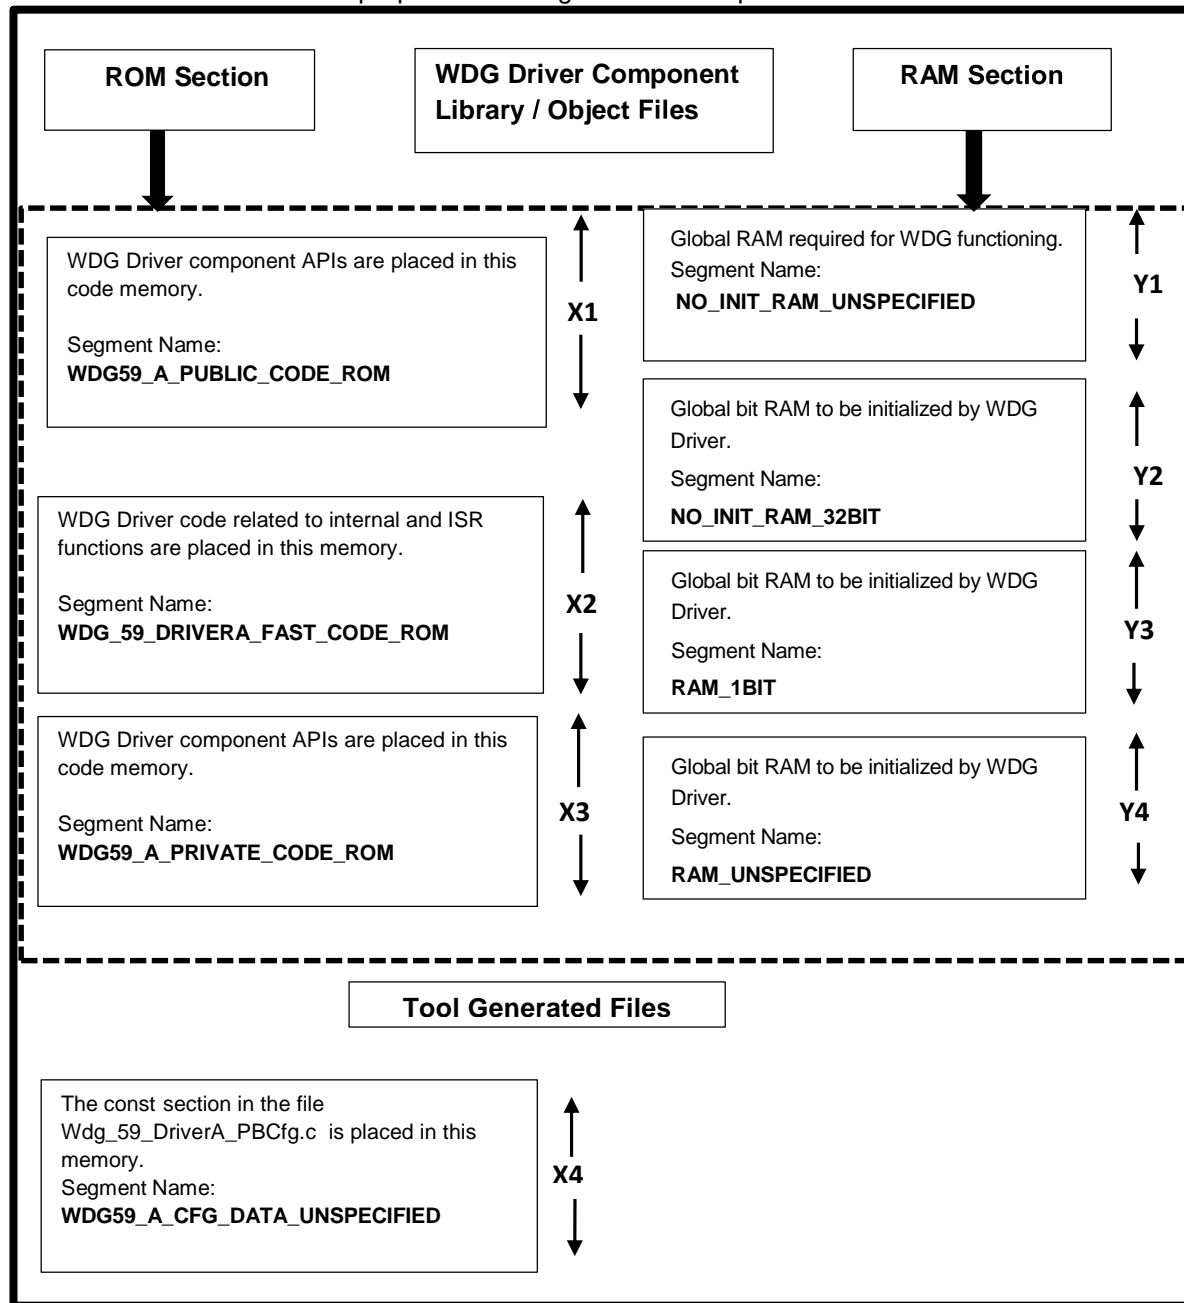 ROM Section
WDG Driver Component
Library / Object Files
RAM Section
WDG Driver component APIs are placed in this
code memory.
Segment Name:
WDG59_A_PUBLIC_CODE_ROM
X1
WDG Driver code related to internal and ISR
functions are placed in this memory.
Segment Name:
WDG_59_DRIVERA_FAST_CODE_ROM
X2
WDG Driver component APIs are placed in this
code memory.
Segment Name:
WDG59_A_PRIVATE_CODE_ROM
X3
Global RAM required for WDG functioning.
Segment Name:
NO_INIT_RAM_UNSPECIFIED
Y1
Global bit RAM to be initialized by WDG
Driver.
Segment Name:
NO_INIT_RAM_32BIT
Y2
Global bit RAM to be initialized by WDG
Driver.
Segment Name:
RAM_1BIT
Y3
Global bit RAM to be initialized by WDG
Driver.
Segment Name:
RAM_UNSPECIFIED
Y4
Tool Generated Files
The const section in the file
Wdg_59_DriverA_PBCfg.c is placed in this
memory.
Segment Name:
WDG59_A_CFG_DATA_UNSPECIFIED
X4